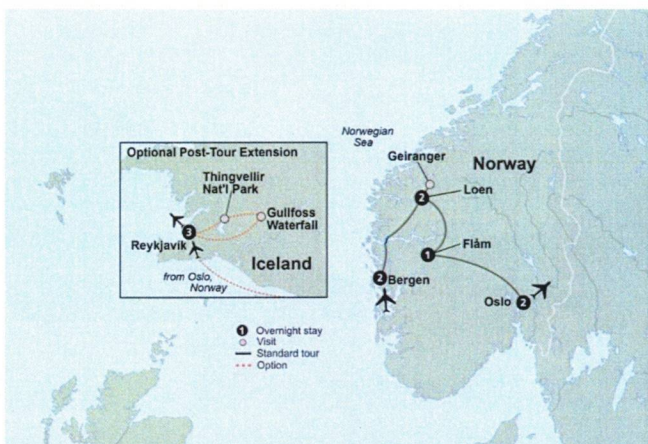 Norwegian
Sea
Geiranger
Norway
2
Loen
Flåm
1
2
Bergen
Oslo
2
Optional Post-Tour Extension
Thingvellir
Nat'l Park
Gullfoss
Waterfall
3
Reykjavík
Iceland
from Oslo,
Norway
1 Overnight stay
Visit
Standard tour
Option